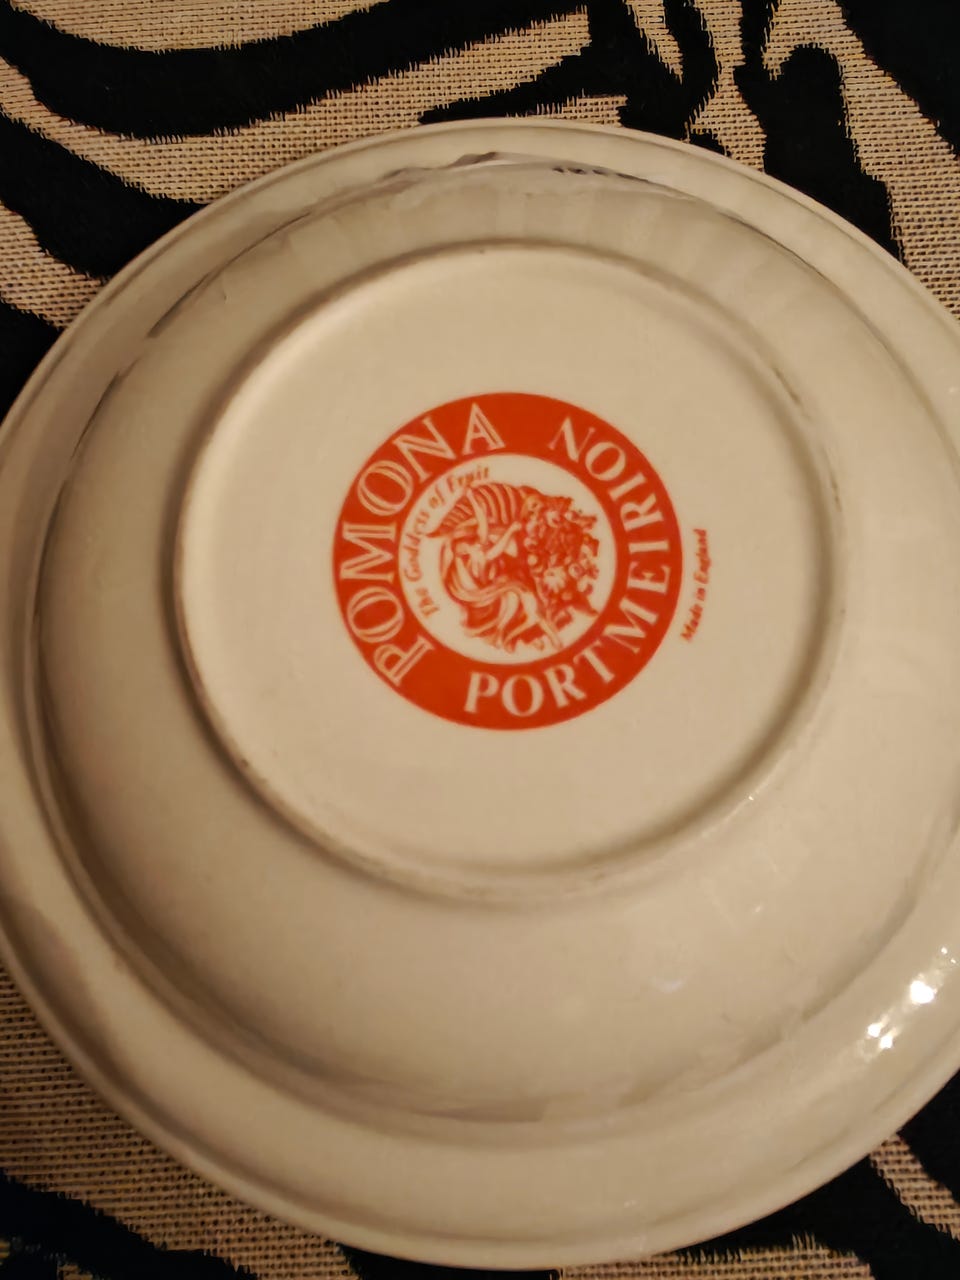 POMONA
The Goddess of Fruit
PORTMEIRION
Made in England